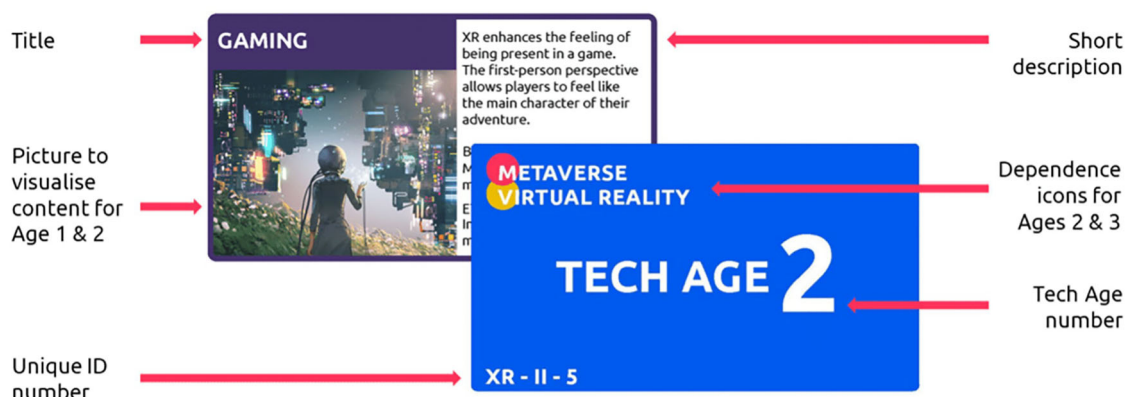 Title
GAMING
XR enhances the feeling of
being present in a game.
The first-person perspective
allows players to feel like
the main character of their
adventure.
Short
description
Picture to
visualise
content for
Age 1 & 2
METAVERSE
VIRTUAL REALITY
Dependence
icons for
Ages 2 & 3
TECH AGE 2
Tech Age
number
Unique ID
number
XR - II - 5